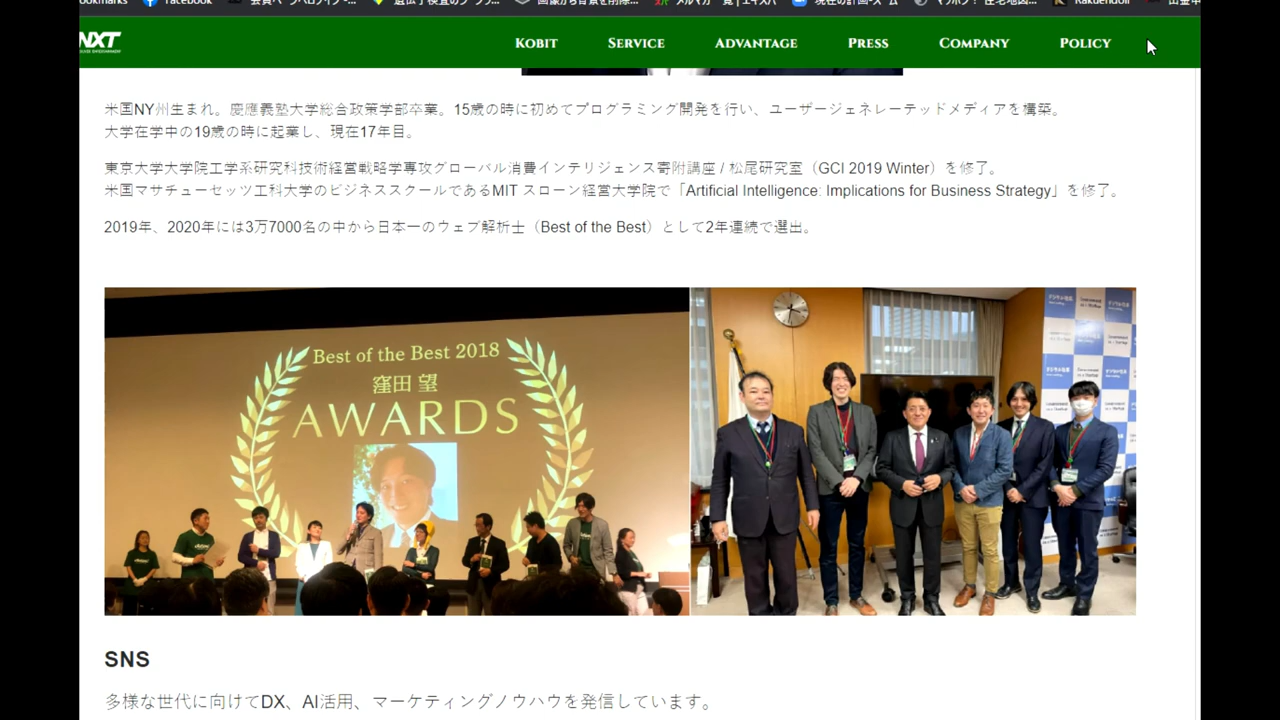 Facebook
NXT
KOBIT
SERVICE
ADVANTAGE
PRESS
COMPANY
POLICY
米国NY州生まれ。慶應義塾大学総合政策学部卒業。15歳の時に初めてプログラミング開発を行い、ユーザージェネレーテッドメディアを構築。
大学在学中の19歳の時に起業し、現在17年目。
東京大学大学院工学系研究科技術経営戦略学専攻グローバル消費インテリジェンス寄附講座 / 松尾研究室（GCI 2019 Winter）を修了。
米国マサチューセッツ工科大学のビジネススクールであるMIT スローン経営大学院で「Artificial Intelligence: Implications for Business Strategy」を修了。
2019年、2020年には3万7000名の中から日本一のウェブ解析士（Best of the Best）として2年連続で選出。
Best of the Best 2018
窪田 望
AWARDS
SNS
多様な世代に向けてDX、AI活用、マーケティングノウハウを発信しています。